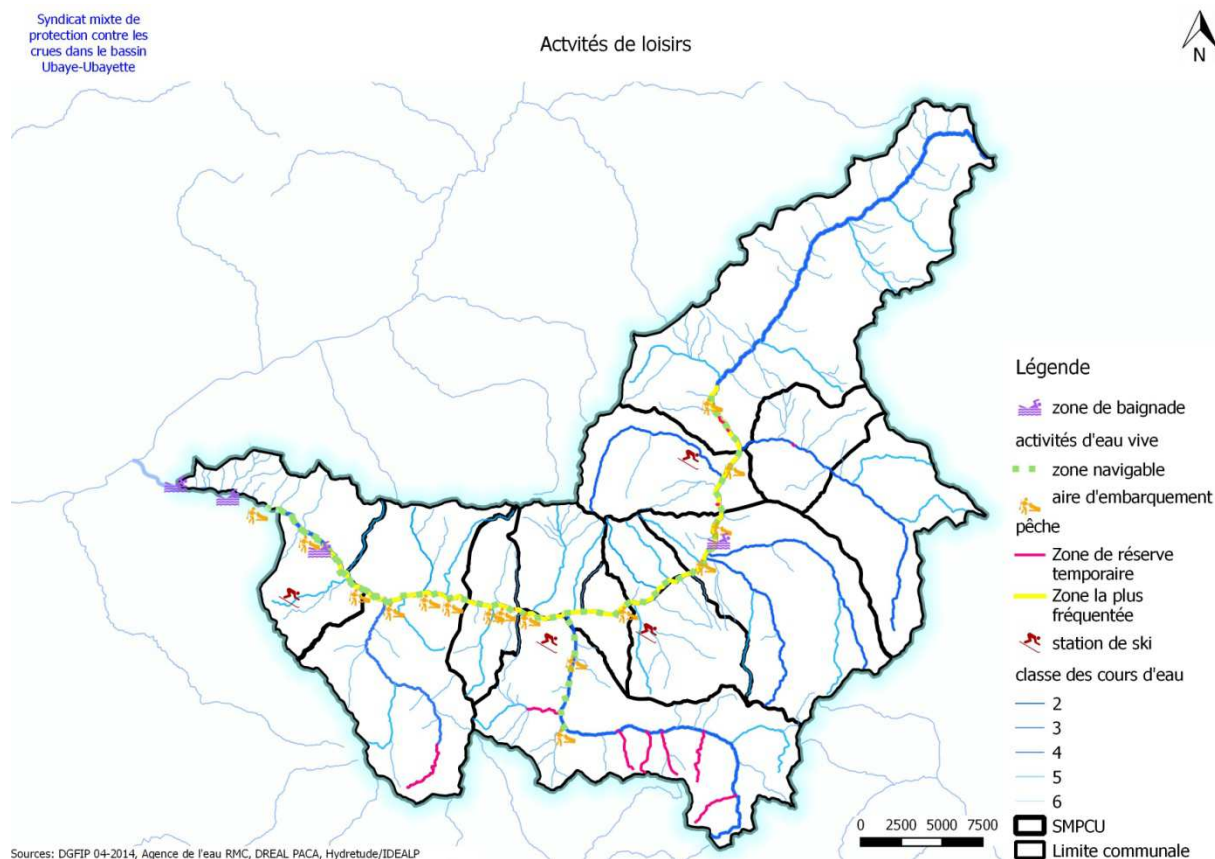 Syndicat mixte de
protection contre les
crues dans le bassin
Ubaye-Ubayette
Actvités de loisirs
N
Légende
zone de baignade
activités d'eau vive
zone navigable
aire d'embarquement
pêche
Zone de réserve
temporaire
Zone la plus
fréquentée
station de ski
classe des cours d'eau
2
3
4
5
6
SMPCU
Limite communale
0 2500 5000 7500
Sources: DGFIP 04-2014, Agence de l'eau RMC, DREAL PACA, Hydretude/IDEALP